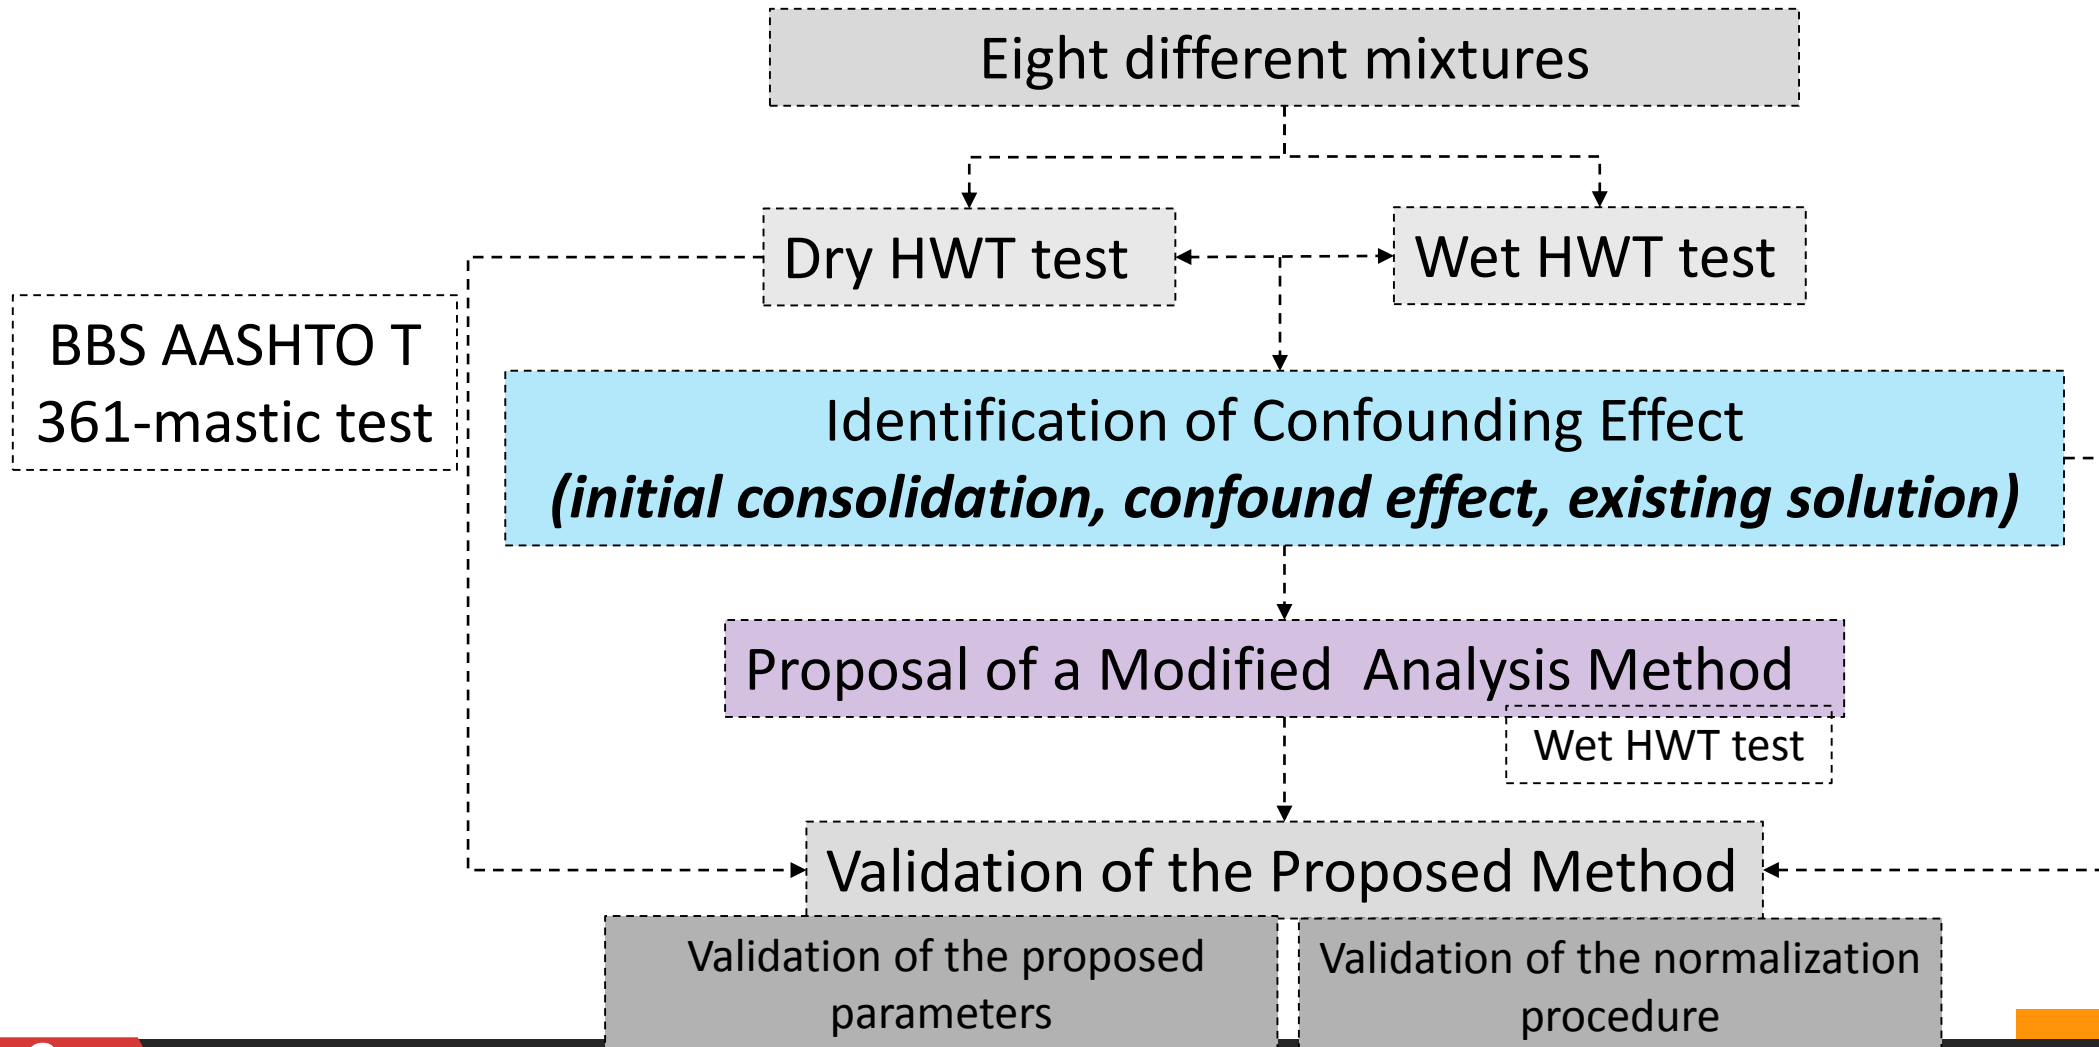 Eight different mixtures
Dry HWT test
Wet HWT test
BBS AASHTO T
361-mastic test
Identification of Confounding Effect
(initial consolidation, confound effect, existing solution)
Proposal of a Modified  Analysis Method
Wet HWT test
Validation of the Proposed Method
Validation of the proposed
parameters
Validation of the normalization
procedure